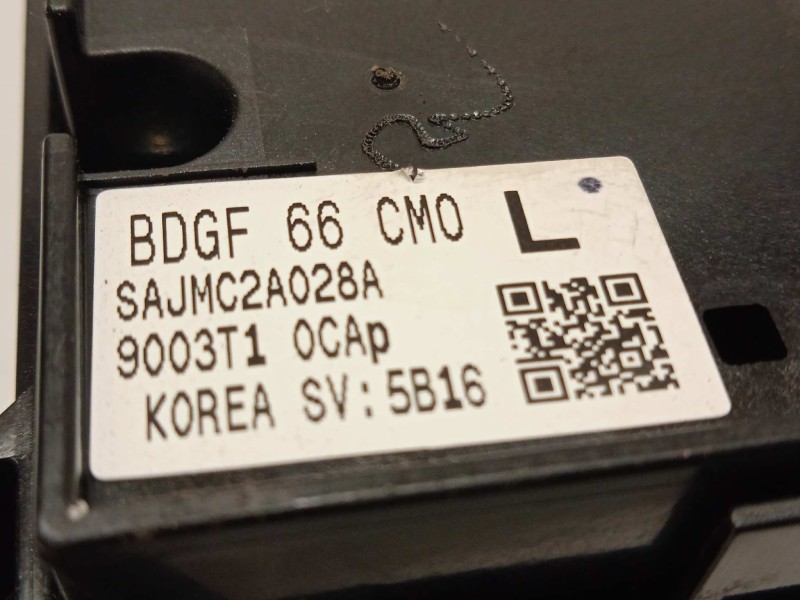 BDGF 66 CM0 L
SAJMC2A028A
9003T1 0CAp
KOREA SV:5B16